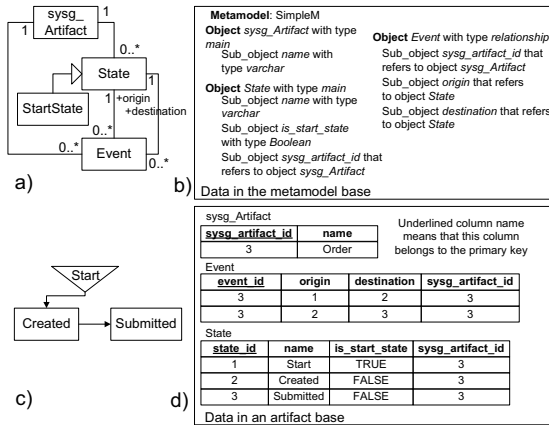 sysg_
Artifact
1
1
0..*
State
1
1
+origin
+destination
StartState
0..*
0..*
Event
a)
Metamodel: SimpleM
Object sysg_Artifact with type
main
Sub_object name with
type varchar
Object State with type main
Sub_object name with type
varchar
Sub_object is_start_state
with type Boolean
Sub_object sysg_artifact_id that
refers to object sysg_Artifact
Object Event with type relationship
Sub_object sysg_artifact_id that
refers to object sysg_Artifact
Sub_object origin that refers
to object State
Sub_object destination that refers
to object State
b)
Data in the metamodel base
Start
Created
Submitted
c)
sysg_Artifact
sysg_artifact_id name
3 Order
Underlined column name
means that this column
belongs to the primary key
Event
event_id origin destination sysg_artifact_id
3 1 2 3
3 2 3 3
State
state_id name is_start_state sysg_artifact_id
1 Start TRUE 3
2 Created FALSE 3
3 Submitted FALSE 3
d)
Data in an artifact base